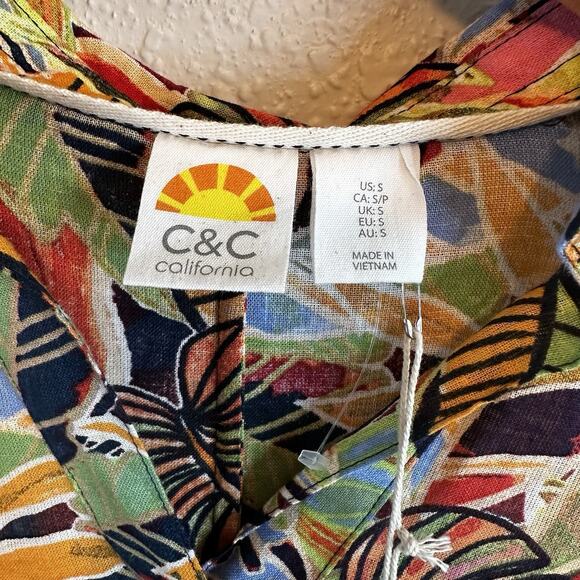 C&C
california
US: S
CA: S/P
UK: S
EU: S
AU: S
MADE IN
VIETNAM